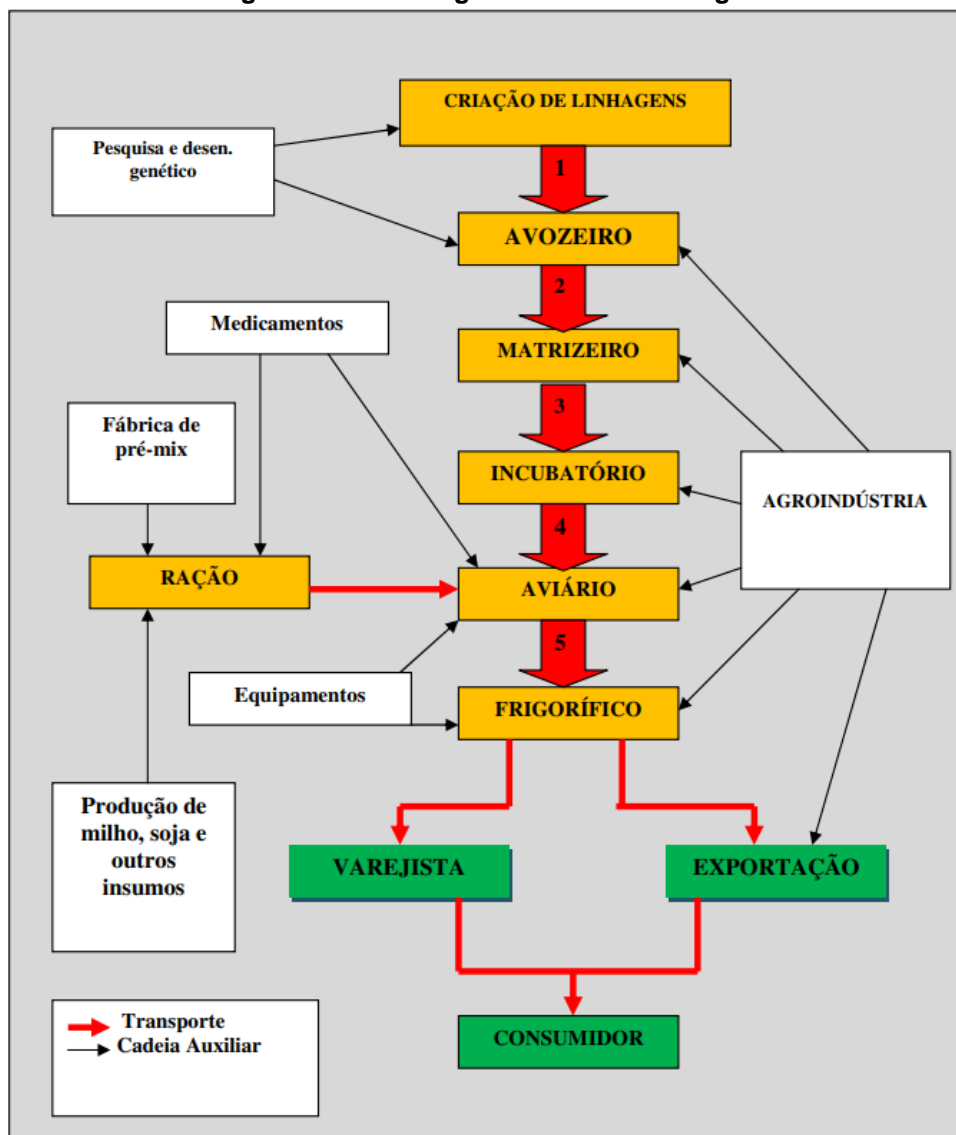 CRIAÇÃO DE LINHAGENS
Pesquisa e desen.
genético
1
AVOZEIRO
2
Medicamentos
MATRIZEIRO
3
Fábrica de
pré-mix
INCUBATÓRIO
AGROINDÚSTRIA
4
RAÇÃO
AVIÁRIO
5
Equipamentos
FRIGORÍFICO
Produção de
milho, soja e
outros
insumos
VAREJISTA
EXPORTAÇÃO
Transporte
Cadeia Auxiliar
CONSUMIDOR